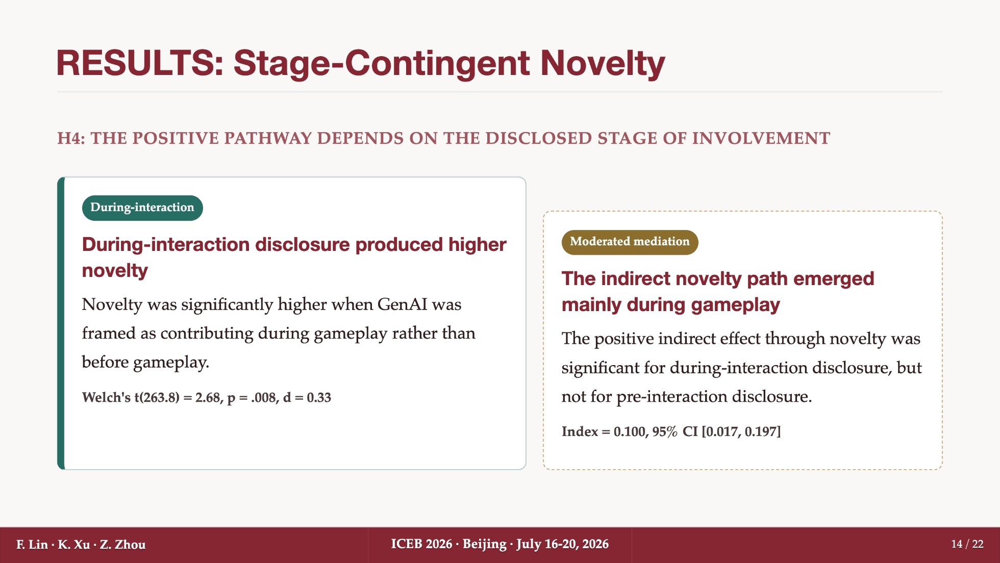 RESULTS: Stage-Contingent Novelty
H4: THE POSITIVE PATHWAY DEPENDS ON THE DISCLOSED STAGE OF INVOLVEMENT
During-interaction
During-interaction disclosure produced higher
novelty
Novelty was significantly higher when GenAI was
framed as contributing during gameplay rather than
before gameplay.
Welch's t(263.8) = 2.68, p = .008, d = 0.33
Moderated mediation
The indirect novelty path emerged
mainly during gameplay
The positive indirect effect through novelty was
significant for during-interaction disclosure, but
not for pre-interaction disclosure.
Index = 0.100, 95% CI [0.017, 0.197]
F. Lin · K. Xu · Z. Zhou
ICEB 2026 · Beijing · July 16-20, 2026
14 / 22